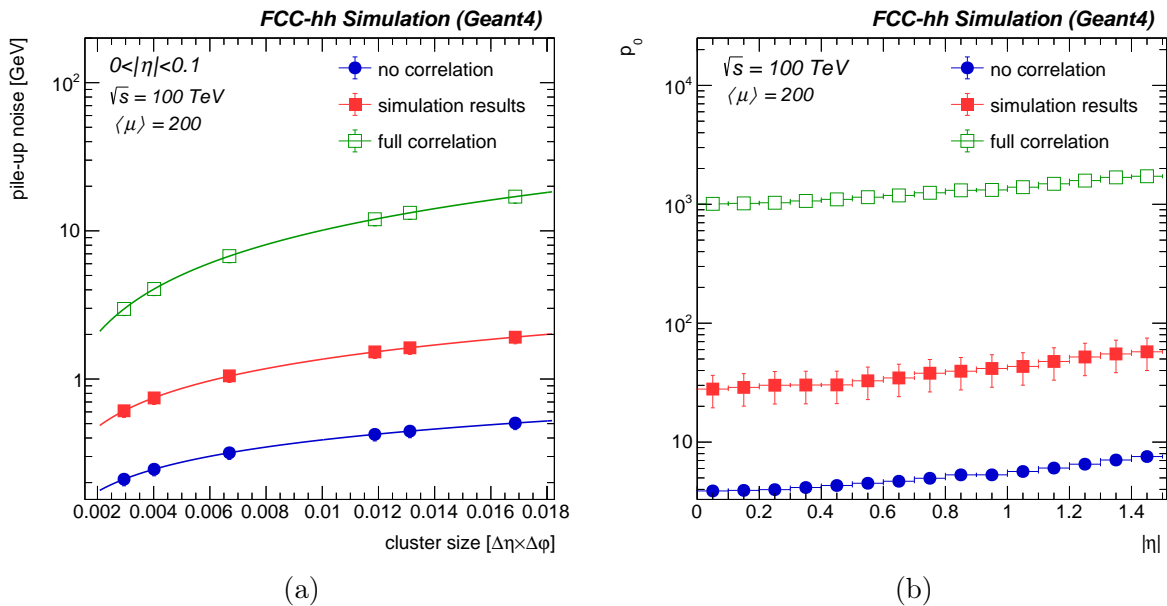 FCC-hh Simulation (Geant4)
pile-up noise [GeV]
0<|η|<0.1
√s = 100 TeV
⟨μ⟩ = 200
no correlation
simulation results
full correlation
10²
10
1
0.002 0.004 0.006 0.008 0.01 0.012 0.014 0.016 0.018
cluster size [Δη×Δφ]
(a)
FCC-hh Simulation (Geant4)
p₀
√s = 100 TeV
⟨μ⟩ = 200
no correlation
simulation results
full correlation
10⁴
10³
10²
10
0 0.2 0.4 0.6 0.8 1 1.2 1.4
|η|
(b)